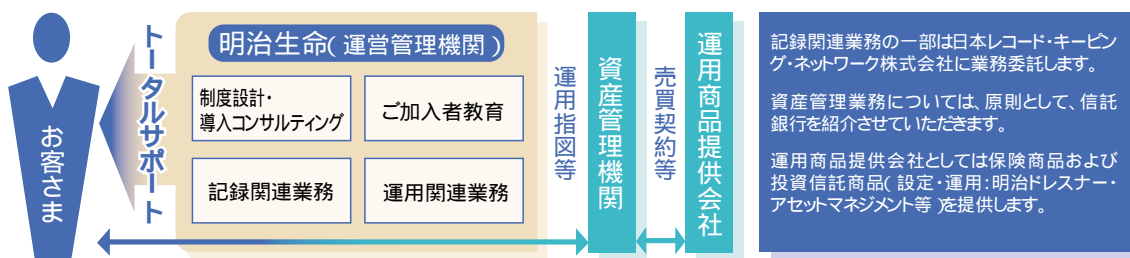 お客さま
トータルサポート
明治生命(運営管理機関)
制度設計・
導入コンサルティング
ご加入者教育
記録関連業務
運用関連業務
運用指図等
資産管理機関
売買契約等
運用商品提供会社
記録関連業務の一部は日本レコード・キーピ
ング・ネットワーク株式会社に業務委託します。
資産管理業務については、原則として、信託
銀行を紹介させていただきます。
運用商品提供会社としては保険商品および
投資信託商品(設定・運用:明治ドレスナー・
アセットマネジメント等)を提供します。